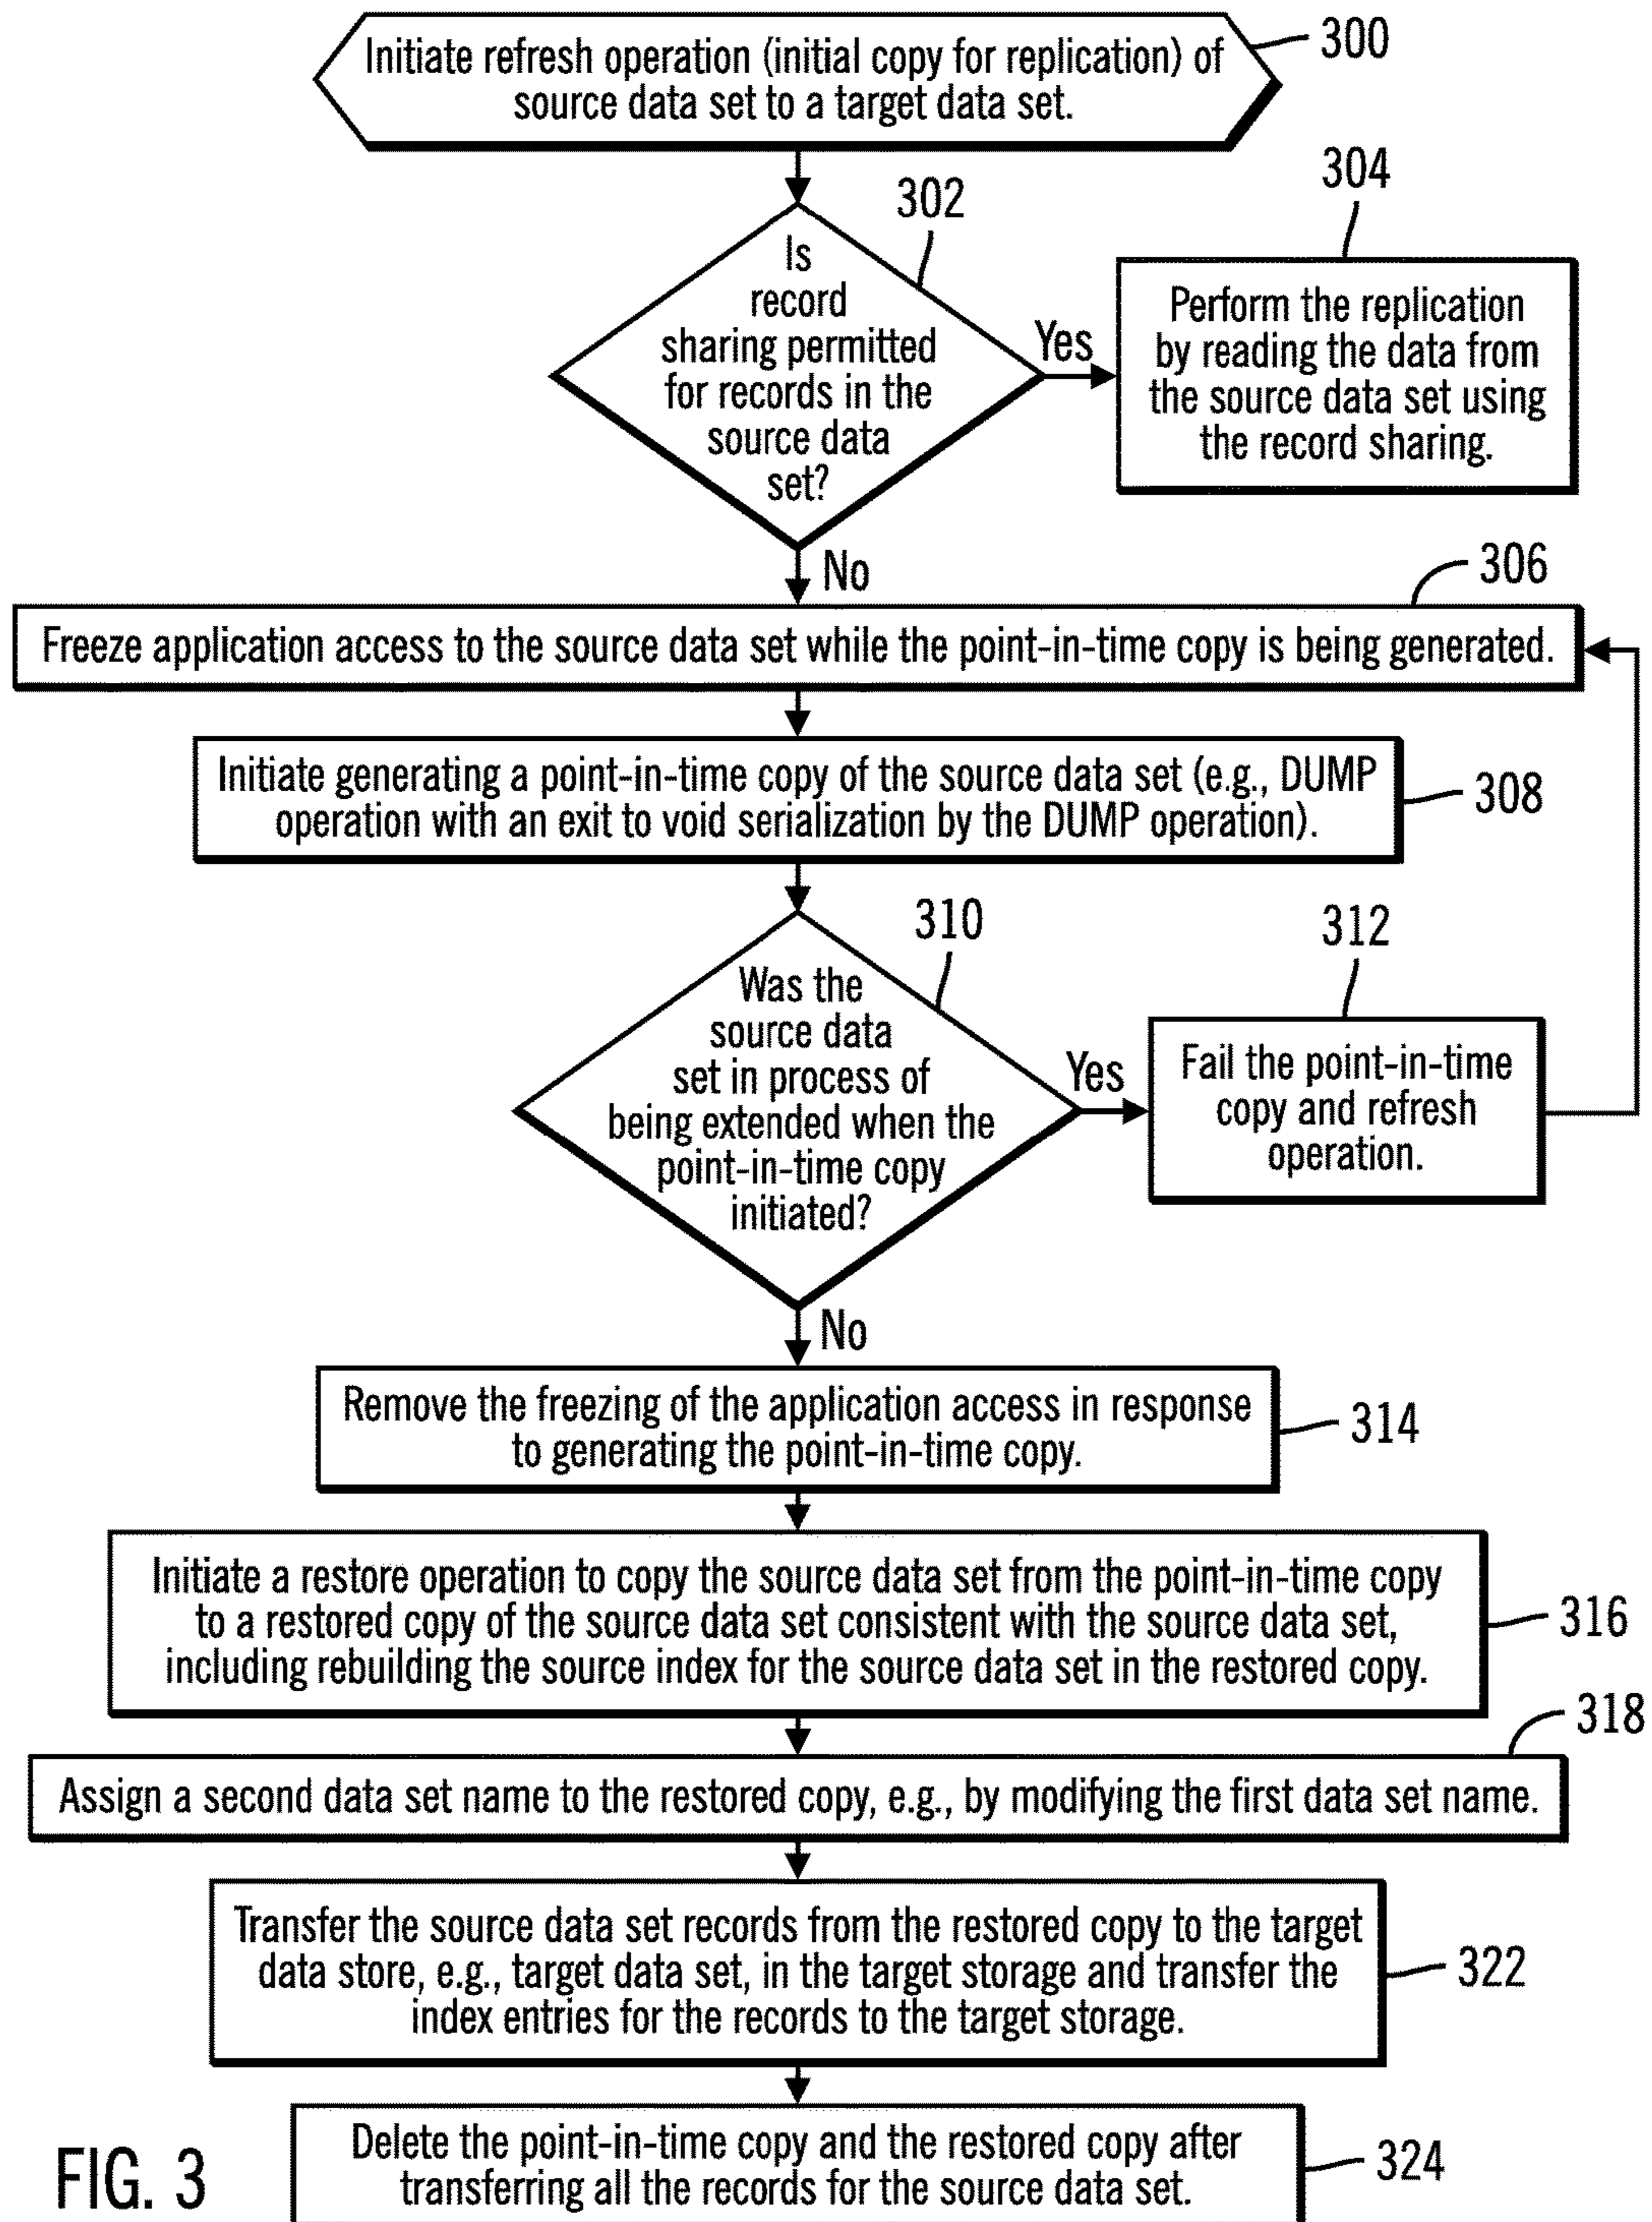 Initiate refresh operation (initial copy for replication) of
source data set to a target data set.
300
302
Is
record
sharing permitted
for records in the
source data
set?
Yes
304
Perform the replication
by reading the data from
the source data set using
the record sharing.
No
306
Freeze application access to the source data set while the point-in-time copy is being generated.
Initiate generating a point-in-time copy of the source data set (e.g., DUMP
operation with an exit to void serialization by the DUMP operation).
308
310
Was the
source data
set in process of
being extended when the
point-in-time copy
initiated?
Yes
312
Fail the point-in-time
copy and refresh
operation.
No
Remove the freezing of the application access in response
to generating the point-in-time copy.
314
Initiate a restore operation to copy the source data set from the point-in-time copy
to a restored copy of the source data set consistent with the source data set,
including rebuilding the source index for the source data set in the restored copy.
316
318
Assign a second data set name to the restored copy, e.g., by modifying the first data set name.
Transfer the source data set records from the restored copy to the target
data store, e.g., target data set, in the target storage and transfer the
index entries for the records to the target storage.
322
Delete the point-in-time copy and the restored copy after
transferring all the records for the source data set.
324
FIG. 3